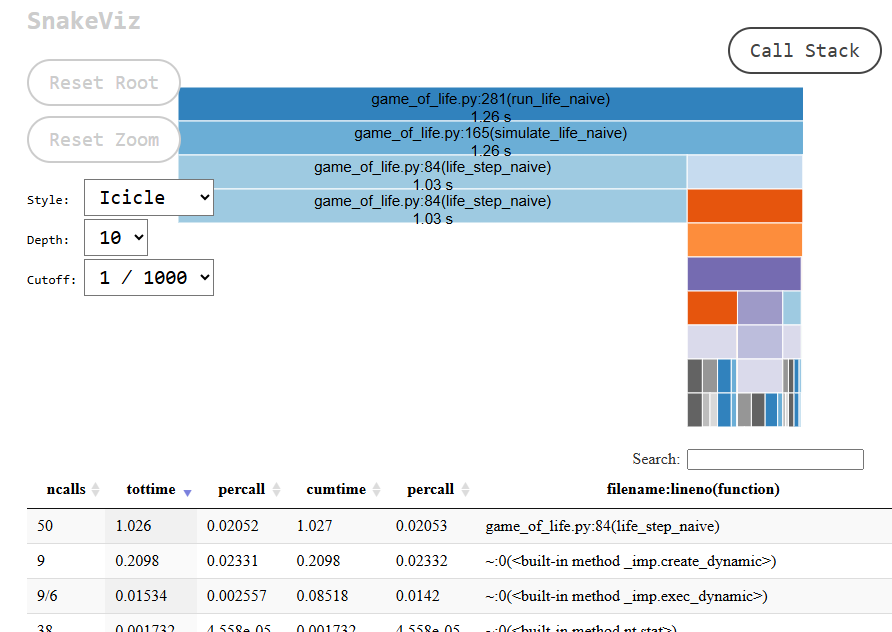 SnakeViz
Call Stack
Reset Root
game_of_life.py:281(run_life_naive)
1.26 s
Reset Zoom
game_of_life.py:165(simulate_life_naive)
1.26 s
game_of_life.py:84(life_step_naive)
1.03 s
Style: Icicle
game_of_life.py:84(life_step_naive)
1.03 s
Depth: 10
Cutoff: 1 / 1000
Search:
ncalls tottime percall cumtime percall filename:lineno(function)
50 1.026 0.02052 1.027 0.02053 game_of_life.py:84(life_step_naive)
9 0.2098 0.02331 0.2098 0.02332 ~:0(<built-in method _imp.create_dynamic>)
9/6 0.01534 0.002557 0.08518 0.0142 ~:0(<built-in method _imp.exec_dynamic>)
38 0.001732 4.558e-05 0.001732 4.558e-05 ~:0(<built-in method nt.stat>)